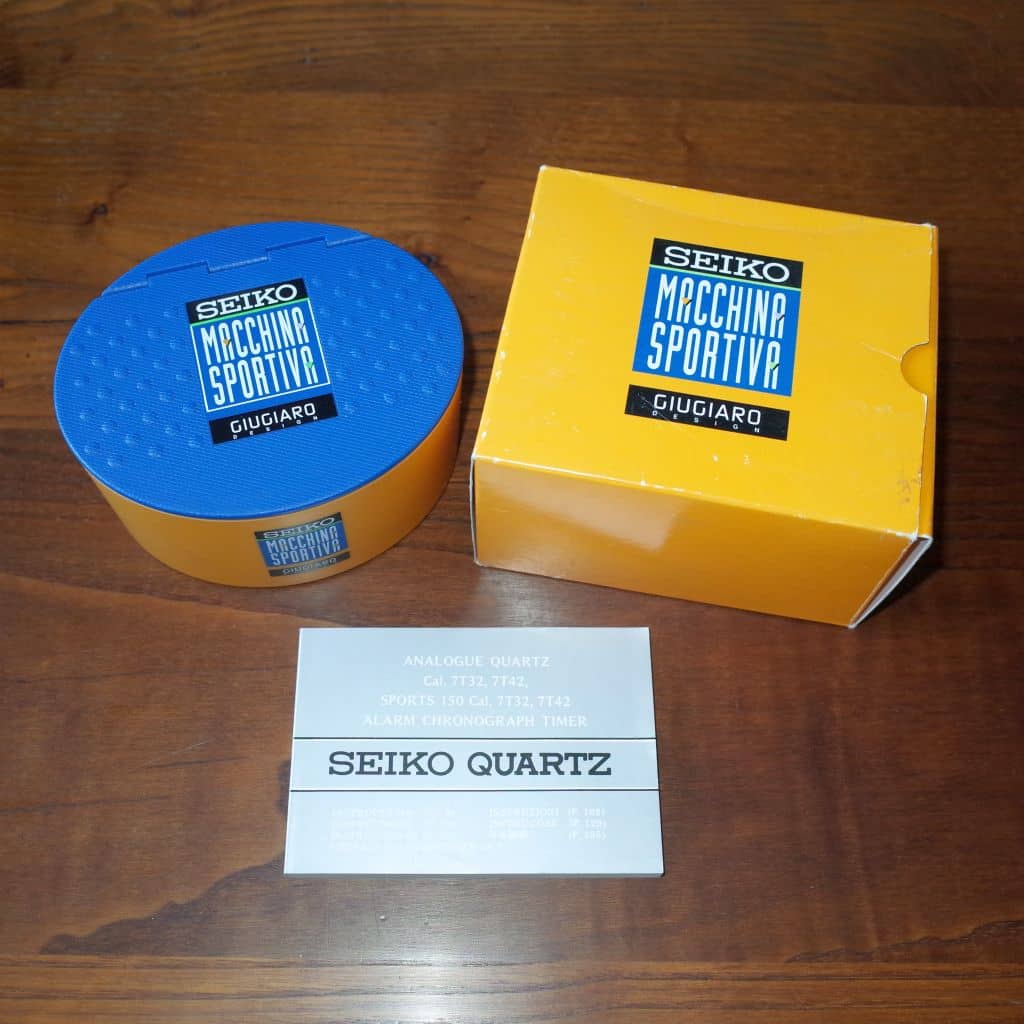 SEIKO
MACCHINA
SPORTIVA
GIUGIARO
DESIGN
SEIKO
MACCHINA
SPORTIVA
GIUGIARO
SEIKO
MACCHINA
SPORTIVA
GIUGIARO
DESIGN
ANALOGUE QUARTZ
Cal. 7T32, 7T42,
SPORTS 150 Cal. 7T32, 7T42
ALARM CHRONOGRAPH TIMER
SEIKO QUARTZ